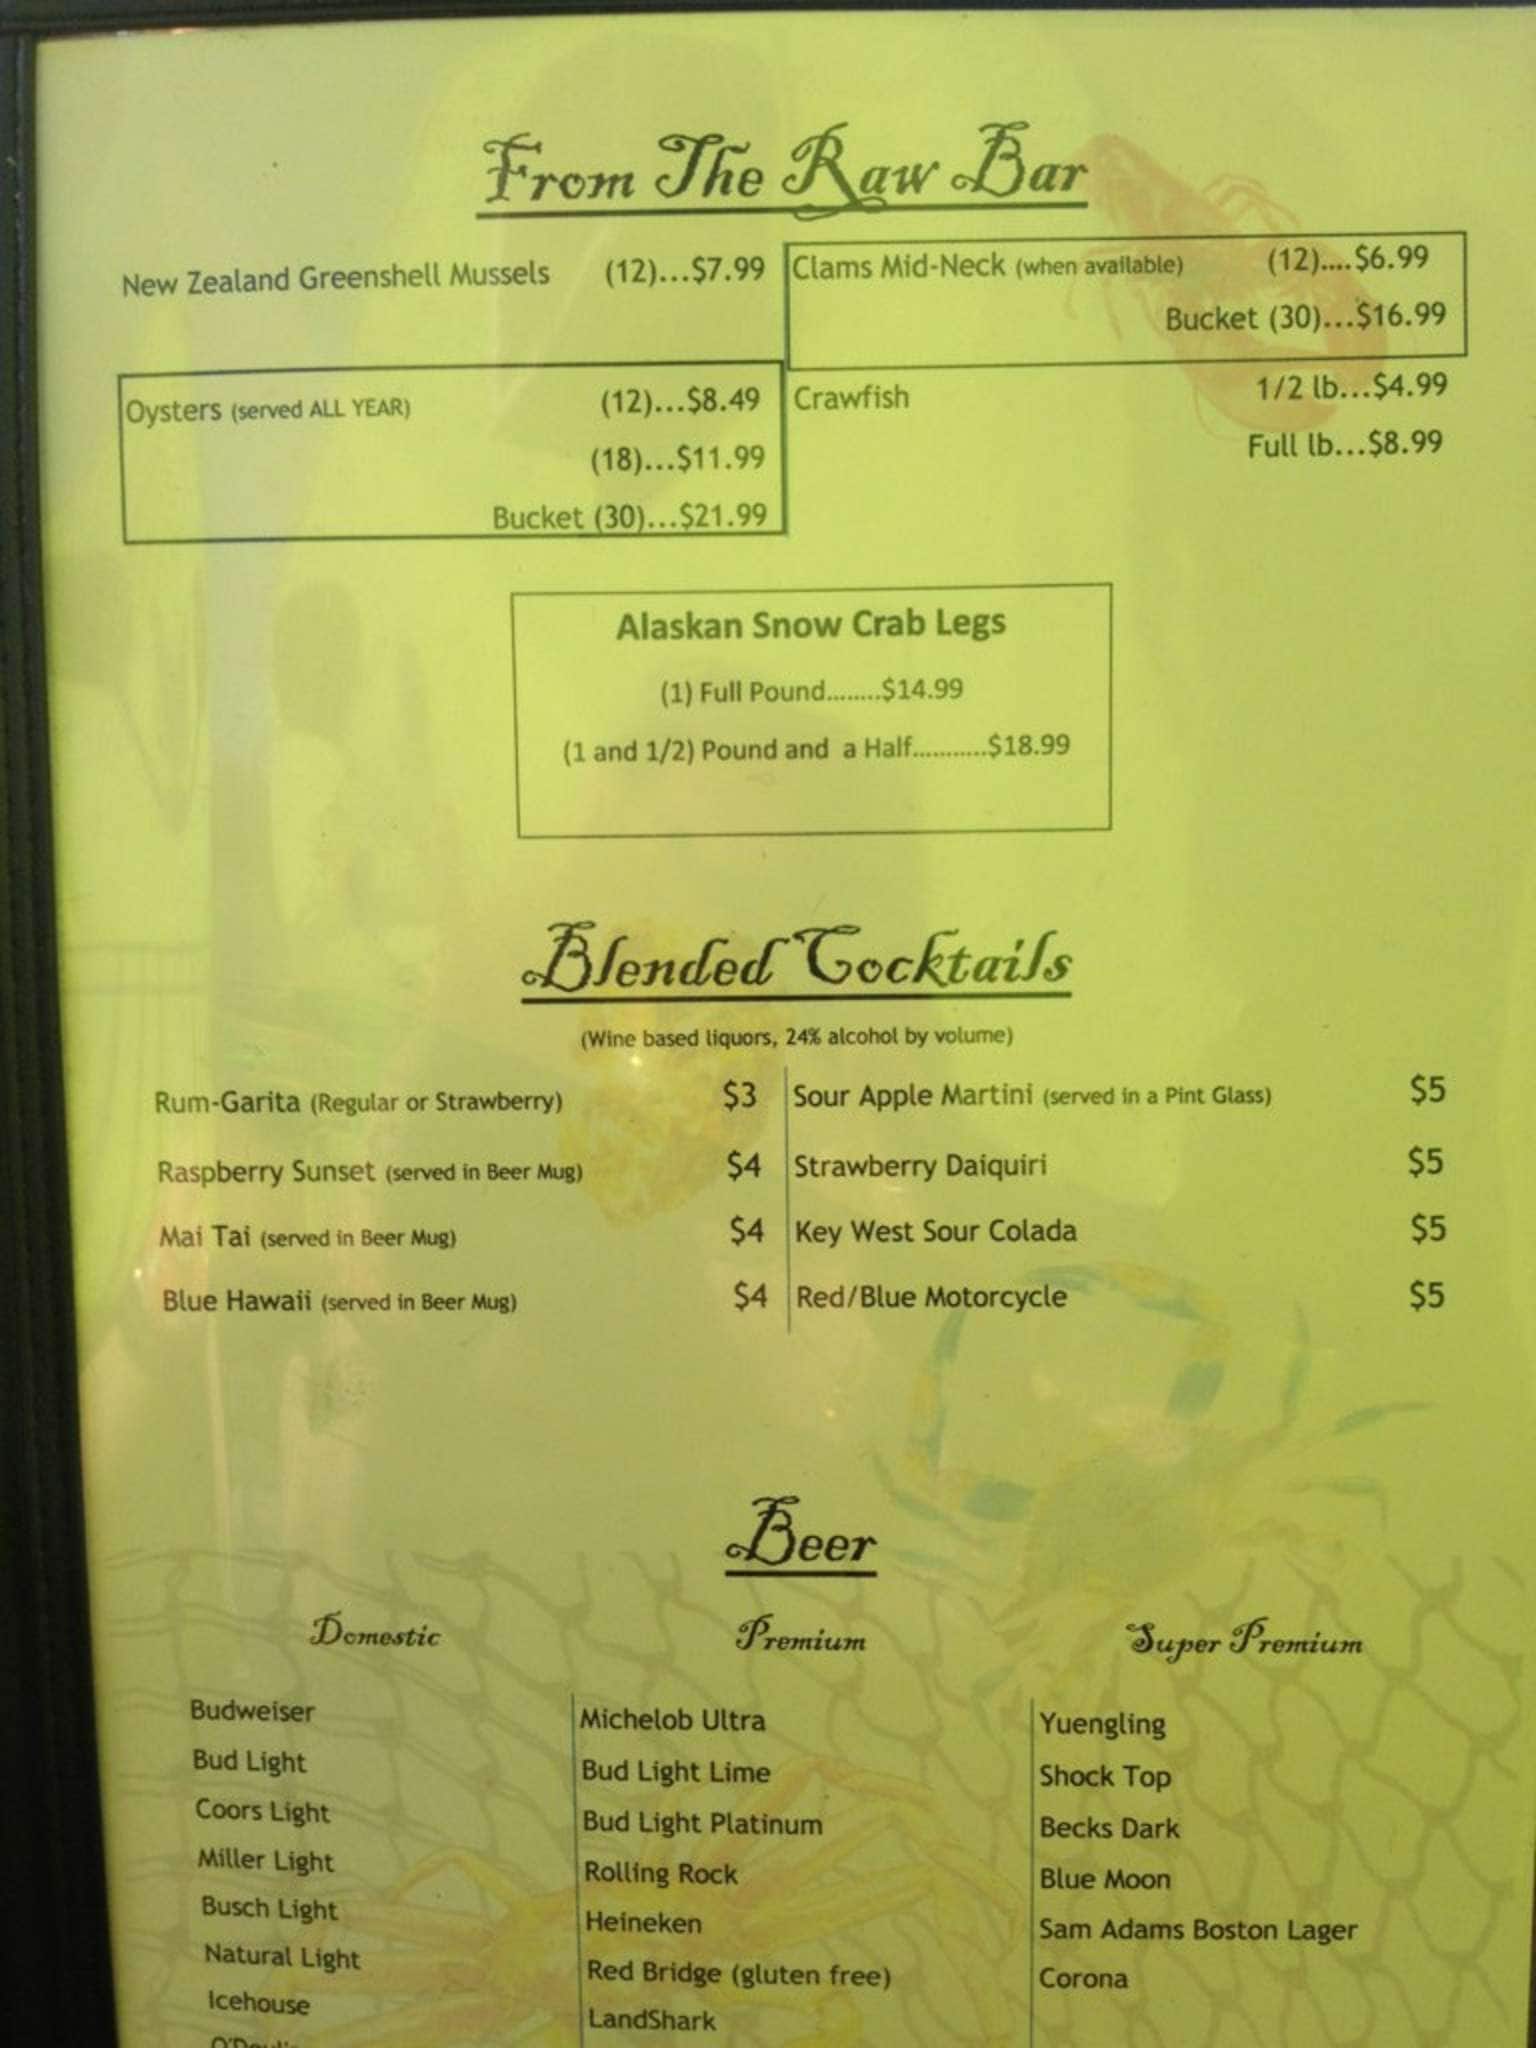 From The Raw Bar
New Zealand Greenshell Mussels (12)...$7.99
Clams Mid-Neck (when available) (12)....$6.99
Bucket (30)...$16.99
Oysters (served ALL YEAR) (12)...$8.49
(18)...$11.99
Bucket (30)...$21.99
Crawfish 1/2 lb...$4.99
Full lb...$8.99
Alaskan Snow Crab Legs
(1) Full Pound........$14.99
(1 and 1/2) Pound and a Half...........$18.99
Blended Cocktails
(Wine based liquors, 24% alcohol by volume)
Rum-Garita (Regular or Strawberry) $3
Raspberry Sunset (served in Beer Mug) $4
Mai Tai (served in Beer Mug) $4
Blue Hawaii (served in Beer Mug) $4
Sour Apple Martini (served in a Pint Glass) $5
Strawberry Daiquiri $5
Key West Sour Colada $5
Red/Blue Motorcycle $5
Beer
Domestic
Budweiser
Bud Light
Coors Light
Miller Light
Busch Light
Natural Light
Icehouse
Premium
Michelob Ultra
Bud Light Lime
Bud Light Platinum
Rolling Rock
Heineken
Red Bridge (gluten free)
LandShark
Super Premium
Yuengling
Shock Top
Becks Dark
Blue Moon
Sam Adams Boston Lager
Corona